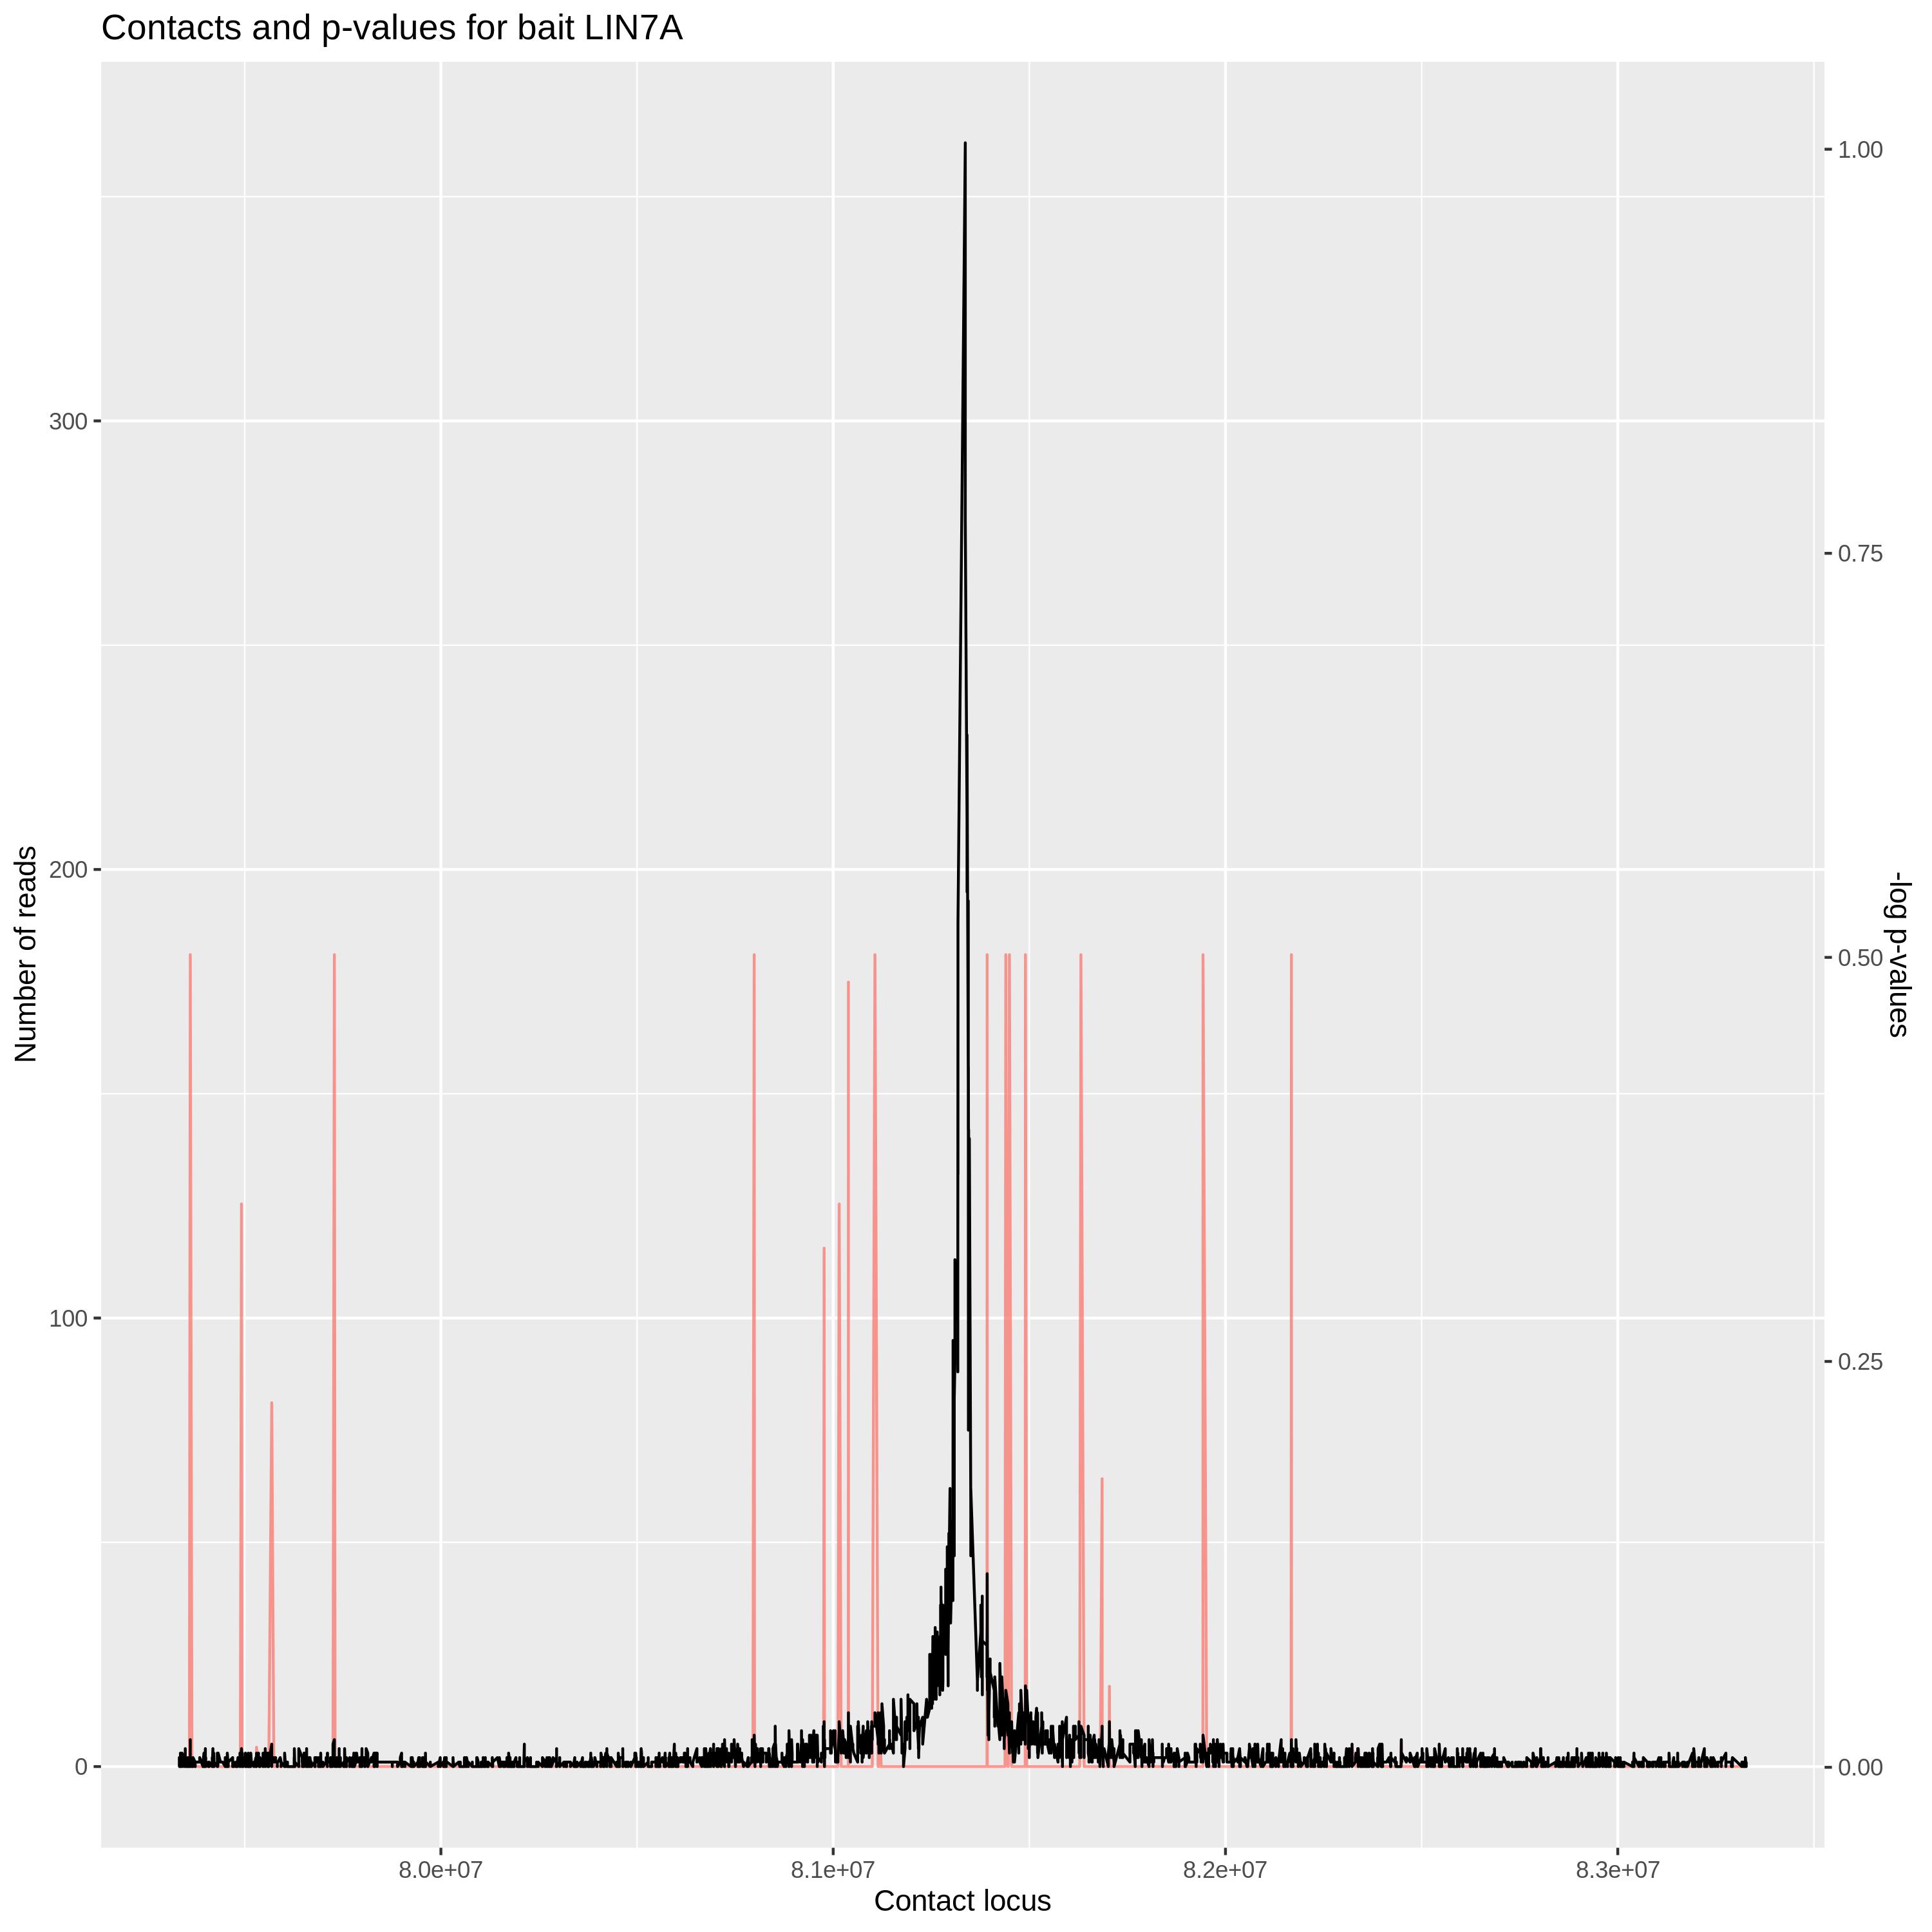 Contacts and p-values for bait LIN7A
1.00
300
0.75
200
Number of reads
0.50
-log p-values
100
0.25
0
0.00
8.0e+07
8.1e+07
8.2e+07
8.3e+07
Contact locus